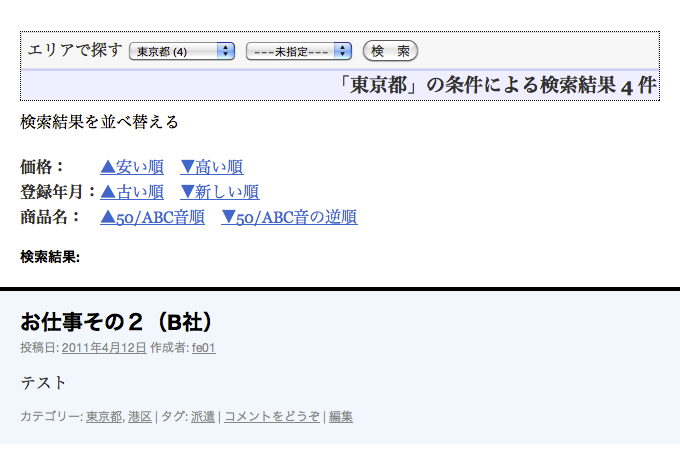 エリアで探す 東京都 (4) ---未指定--- 検 索
「東京都」の条件による検索結果 4 件
検索結果を並べ替える
価格： ▲安い順 ▼高い順
登録年月：▲古い順 ▼新しい順
商品名： ▲50/ABC音順 ▼50/ABC音の逆順
検索結果:
お仕事その２（B社）
投稿日: 2011年4月12日 作成者: fe01
テスト
カテゴリー: 東京都, 港区 | タグ: 派遣 | コメントをどうぞ | 編集